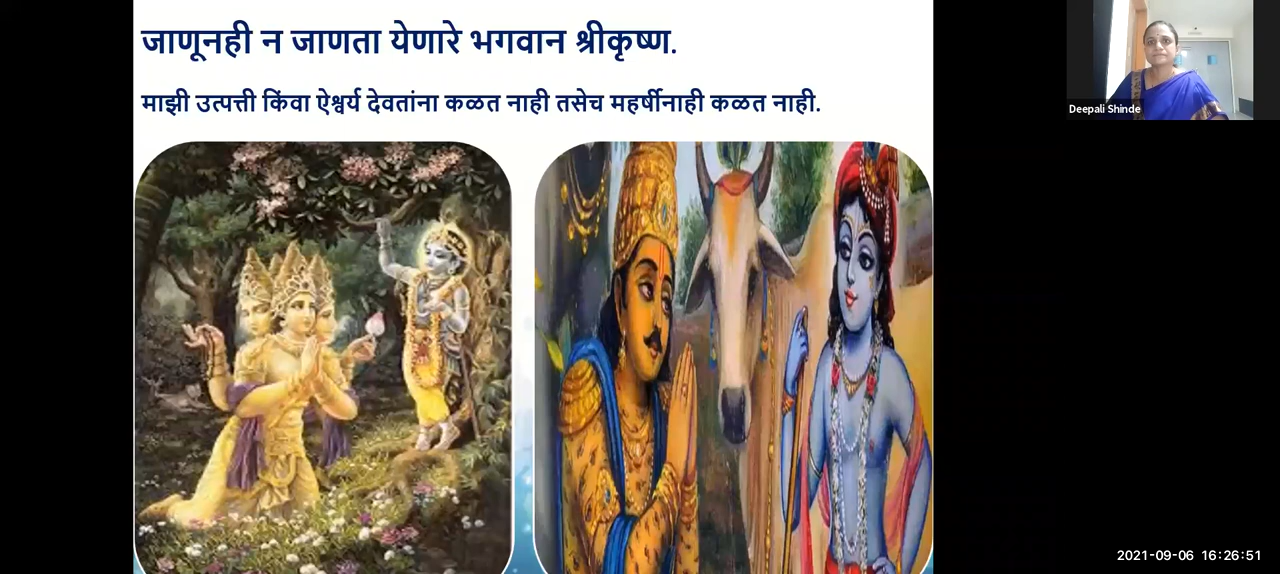 जाणूनही न जाणता येणारे भगवान श्रीकृष्ण.
माझी उत्पत्ती किंवा ऐश्वर्य देवतांना कळत नाही तसेच महर्षीनाही कळत नाही.
Deepali Shinde
2021-09-06 16:26:51